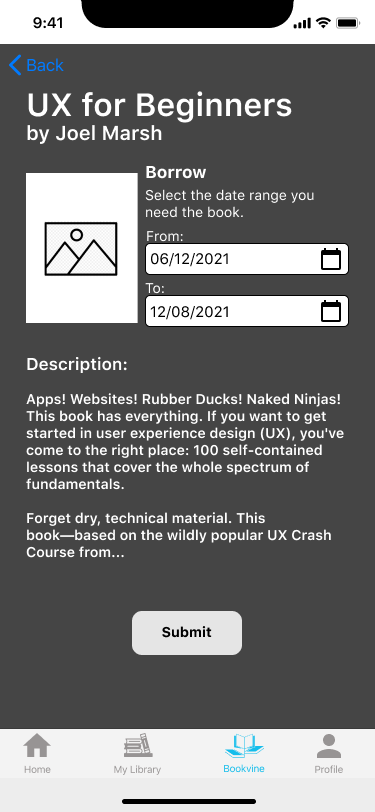 9:41
Back
UX for Beginners
by Joel Marsh
Borrow
Select the date range you
need the book.
From:
06/12/2021
To:
12/08/2021
Description:
Apps! Websites! Rubber Ducks! Naked Ninjas!
This book has everything. If you want to get
started in user experience design (UX), you've
come to the right place: 100 self-contained
lessons that cover the whole spectrum of
fundamentals.
Forget dry, technical material. This
book—based on the wildly popular UX Crash
Course from...
Submit
Home
My Library
Bookvine
Profile